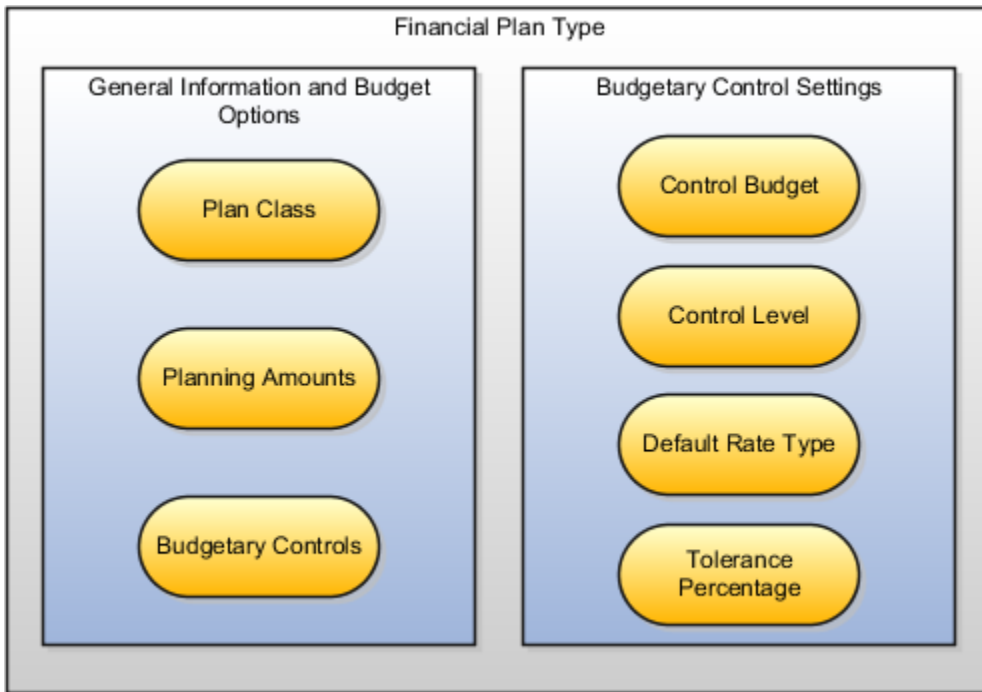 Financial Plan Type
General Information and Budget
Options
Plan Class
Planning Amounts
Budgetary Controls
Budgetary Control Settings
Control Budget
Control Level
Default Rate Type
Tolerance
Percentage